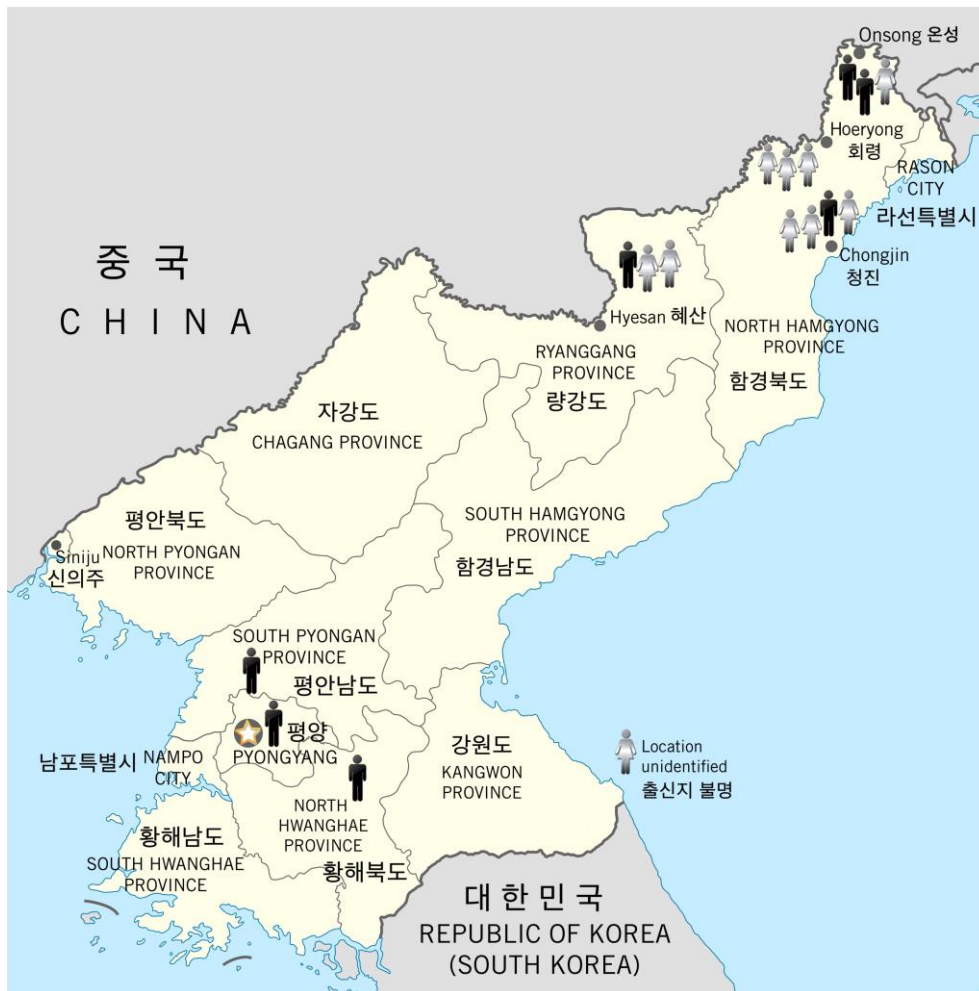 Onsong 온성
Hoeryong
회령
RASON
CITY
라선특별시
Chongjin
청진
중 국
C H I N A
Hyesan 혜산
NORTH HAMGYONG
PROVINCE
함경북도
RYANGGANG
PROVINCE
량강도
자강도
CHAGANG PROVINCE
SOUTH HAMGYONG
PROVINCE
함경남도
평안북도
NORTH PYONGAN
PROVINCE
Siniju
신의주
SOUTH PYONGAN
PROVINCE
평안남도
평양
PYONGYANG
남포특별시
NAMPO
CITY
강원도
KANGWON
PROVINCE
Location
unidentified
출신지 불명
NORTH
HWANGHAE
PROVINCE
황해북도
황해남도
SOUTH HWANGHAE
PROVINCE
대 한 민 국
REPUBLIC OF KOREA
(SOUTH KOREA)